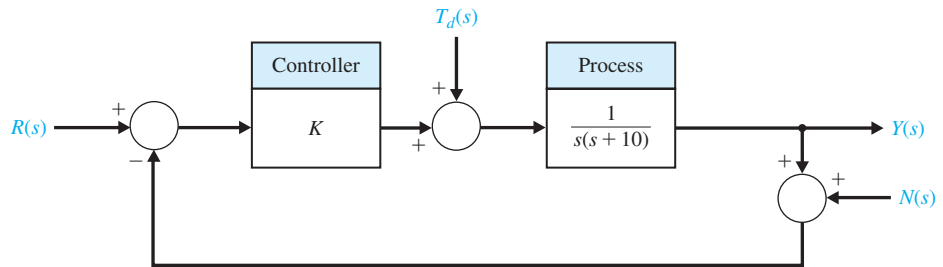 T_d(s)
Controller
Process
+
+
R(s)
K
+
1
s(s + 10)
Y(s)
−
+
+
N(s)